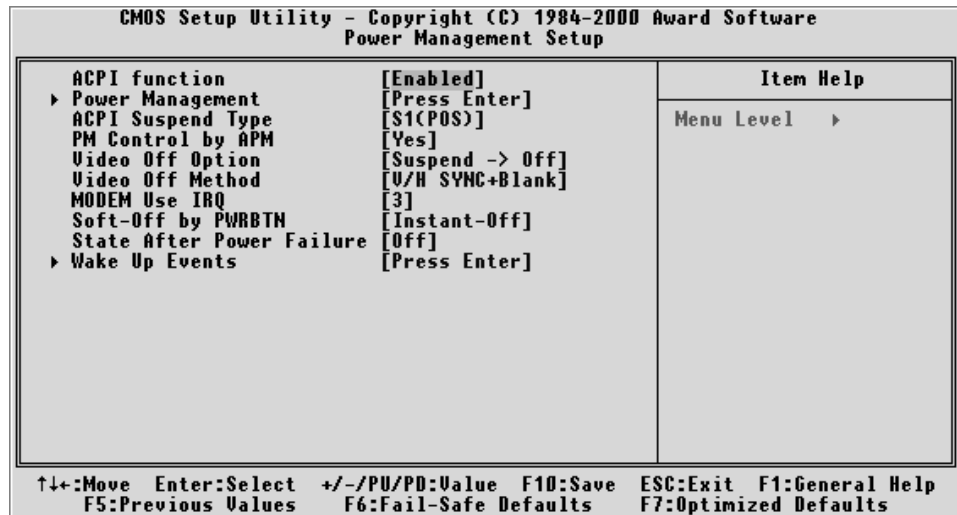 CMOS Setup Utility - Copyright (C) 1984-2000 Award Software
Power Management Setup
ACPI function [Enabled]
▶ Power Management [Press Enter]
ACPI Suspend Type [S1(POS)]
PM Control by APM [Yes]
Video Off Option [Suspend -> Off]
Video Off Method [V/H SYNC+Blank]
MODEM Use IRQ [3]
Soft-Off by PWRBTN [Instant-Off]
State After Power Failure [Off]
▶ Wake Up Events [Press Enter]
Item Help
Menu Level ▶
↑↓←:Move Enter:Select +/-/PU/PD:Value F10:Save ESC:Exit F1:General Help
F5:Previous Values F6:Fail-Safe Defaults F7:Optimized Defaults